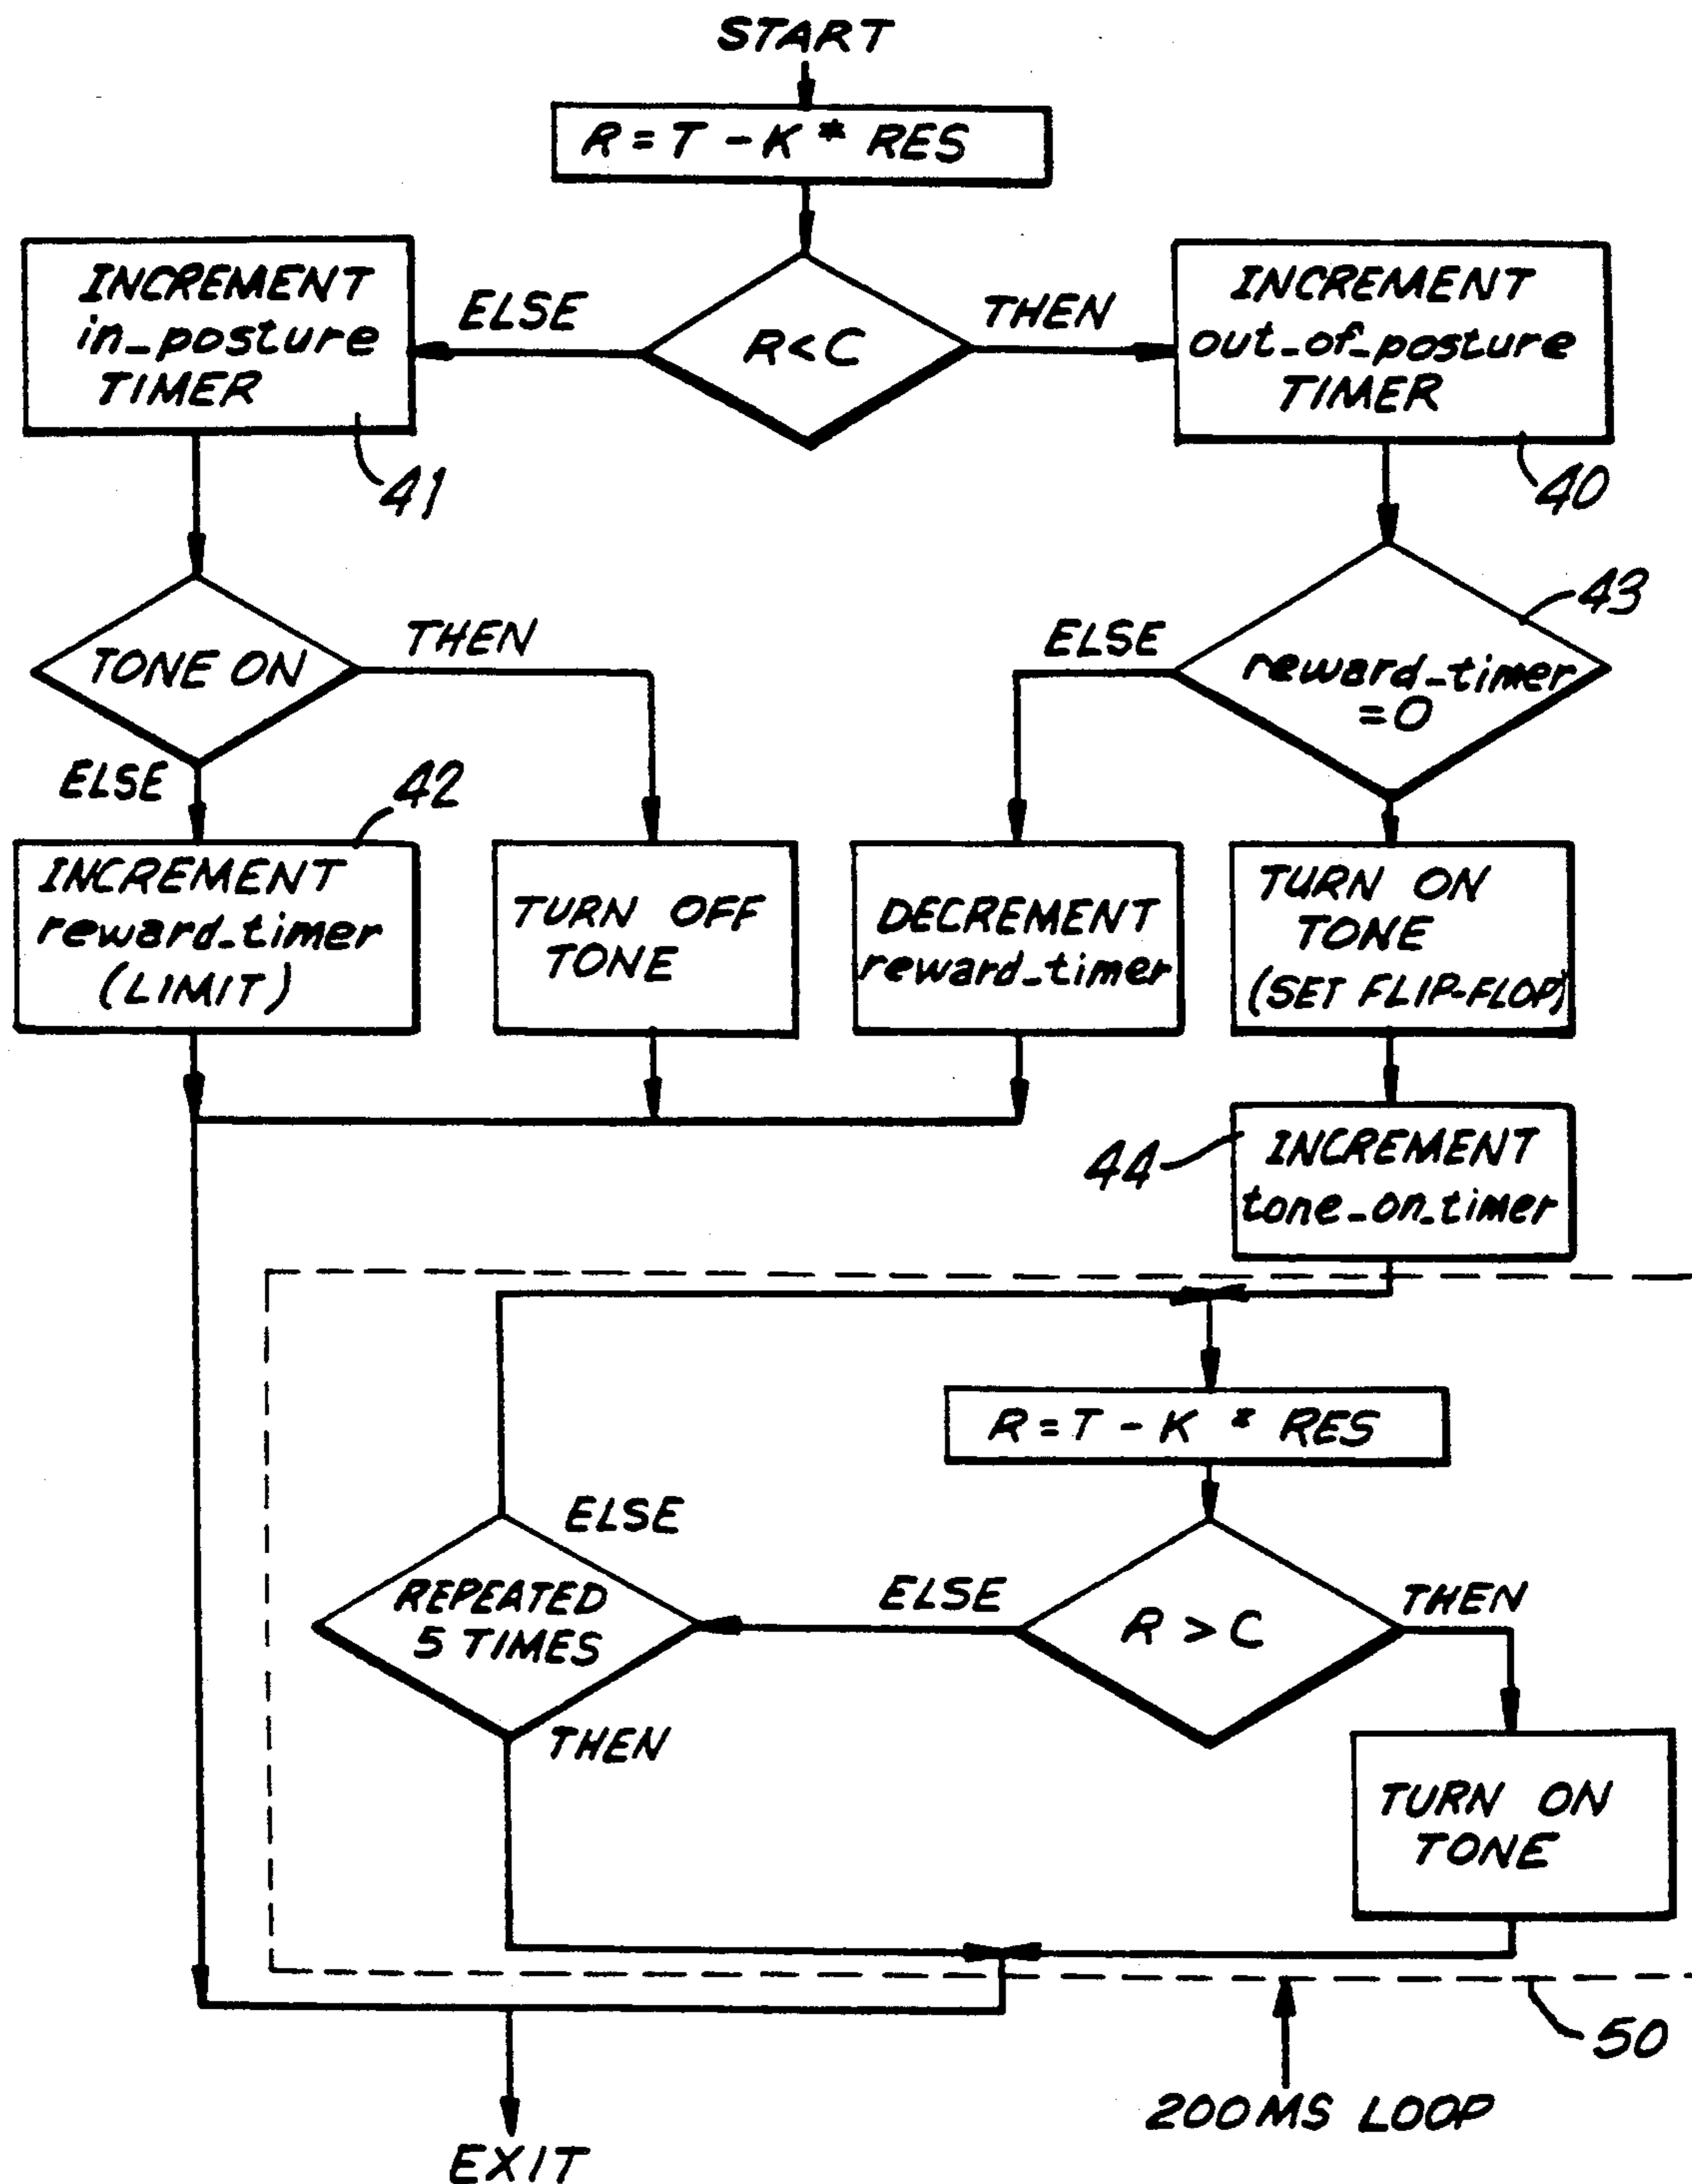 START
R = T - K * RES
INCREMENT
in_posture
TIMER
41
ELSE
R < C
THEN
INCREMENT
out_of_posture
TIMER
40
TONE ON
THEN
ELSE
43
reward_timer
= 0
ELSE
42
INCREMENT
reward_timer
(LIMIT)
TURN OFF
TONE
DECREMENT
reward_timer
TURN ON
TONE
(SET FLIP-FLOP)
44
INCREMENT
tone_on_timer
R = T - K * RES
ELSE
REPEATED
5 TIMES
THEN
ELSE
R > C
THEN
TURN ON
TONE
50
200 MS LOOP
EXIT